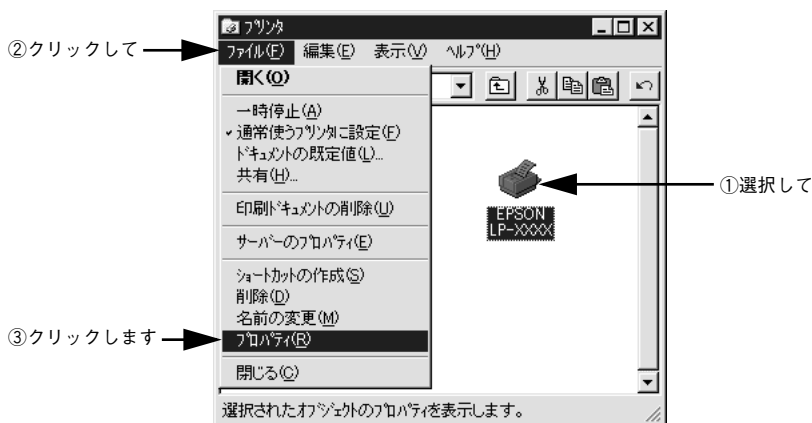 プリンタ
②クリックして
ファイル(F) 編集(E) 表示(V) ヘルプ(H)
開く(O)
一時停止(A)
通常使うプリンタに設定(F)
ドキュメントの既定値(L)...
共有(H)...
①選択して
EPSON
LP-XXXX
印刷ドキュメントの削除(U)
サーバーのプロパティ(E)
ショートカットの作成(S)
削除(D)
名前の変更(M)
③クリックします
プロパティ(R)
閉じる(C)
選択されたオブジェクトのプロパティを表示します。